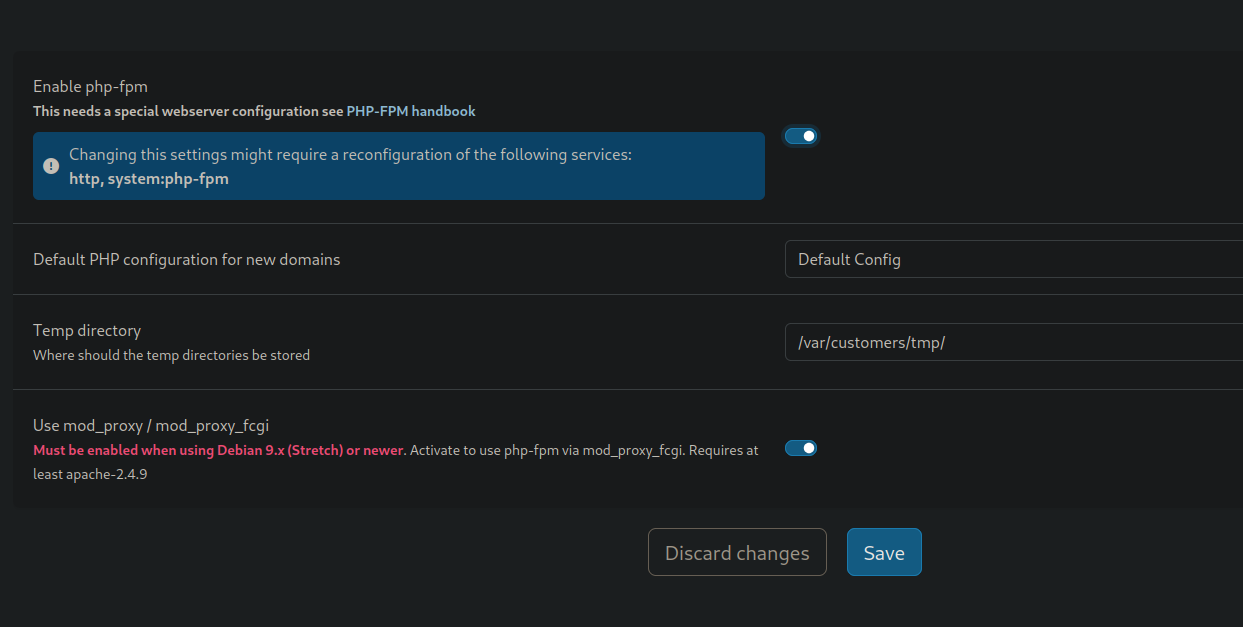 Enable php-fpm
This needs a special webserver configuration see PHP-FPM handbook
Changing this settings might require a reconfiguration of the following services:
http, system:php-fpm
Default PHP configuration for new domains
Default Config
Temp directory
Where should the temp directories be stored
/var/customers/tmp/
Use mod_proxy / mod_proxy_fcgi
Must be enabled when using Debian 9.x (Stretch) or newer. Activate to use php-fpm via mod_proxy_fcgi. Requires at
least apache-2.4.9
Discard changes
Save